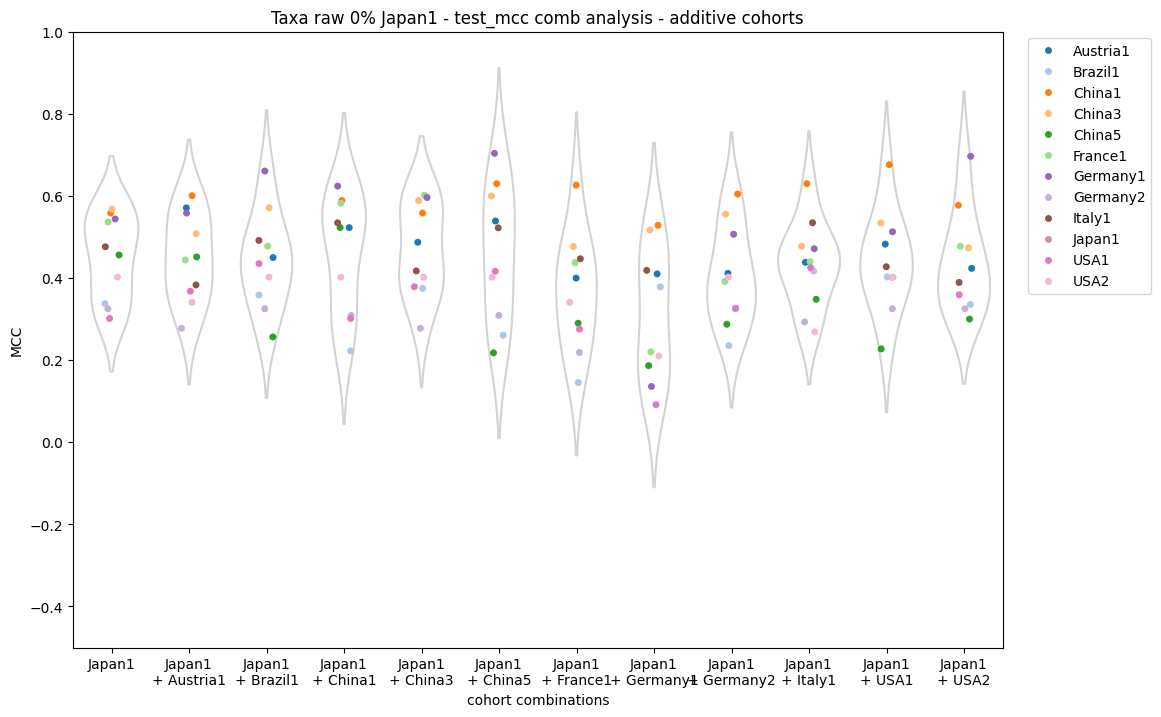 Taxa raw 0% Japan1 - test_mcc comb analysis - additive cohorts
MCC
1.0
0.8
0.6
0.4
0.2
0.0
−0.2
−0.4
Japan1
Japan1
+ Austria1
Japan1
+ Brazil1
Japan1
+ China1
Japan1
+ China3
Japan1
+ China5
Japan1
+ France1
Japan1
+ Germany1
Japan1
+ Germany2
Japan1
+ Italy1
Japan1
+ USA1
Japan1
+ USA2
cohort combinations
Austria1
Brazil1
China1
China3
China5
France1
Germany1
Germany2
Italy1
Japan1
USA1
USA2